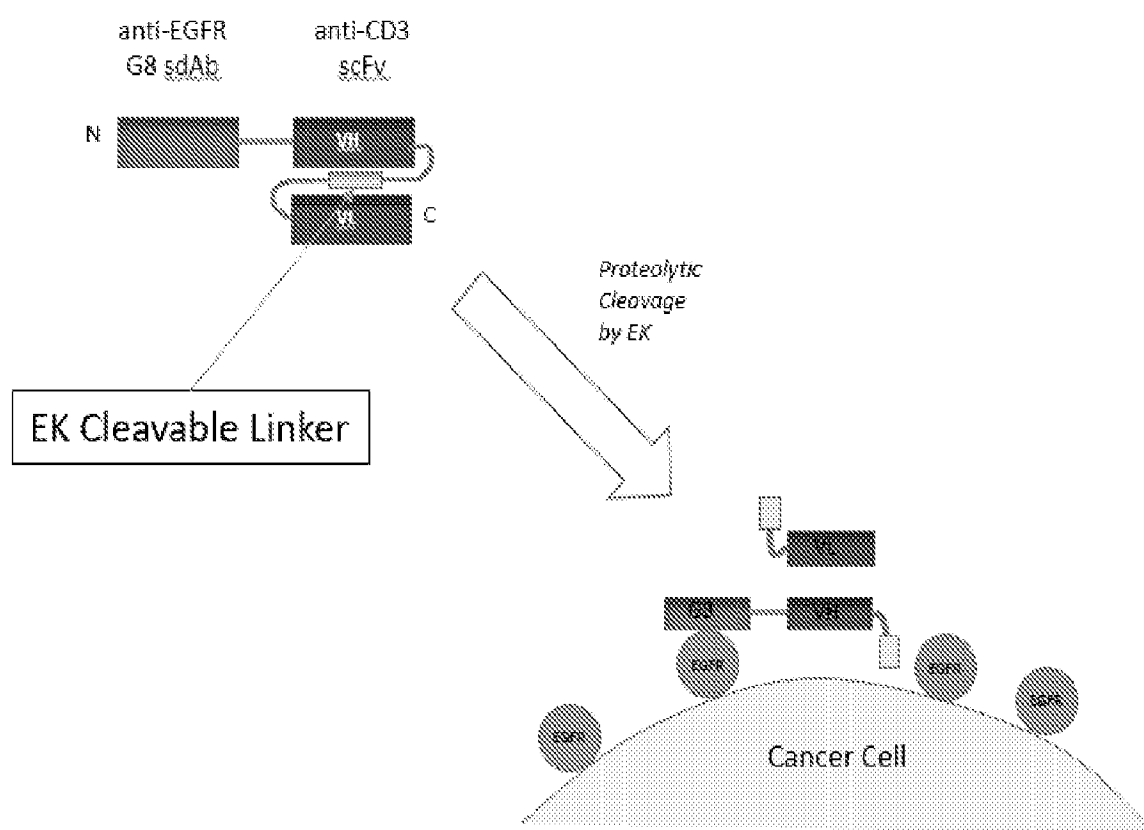 anti-EGFR
G8 sdAb
anti-CD3
scFv
N
VH
VL
C
Proteolytic
Cleavage
by EK
EK Cleavable Linker
VL
VH
EGFR
EGFR
EGFR
EGFR
Cancer Cell